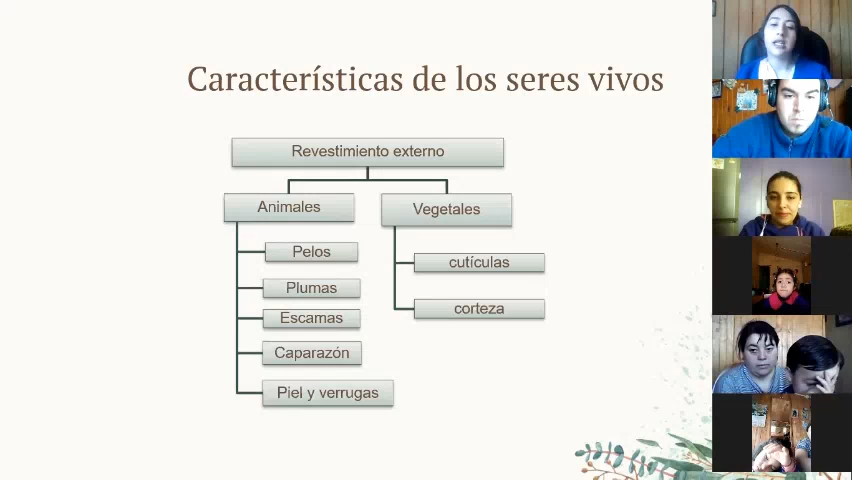 Características de los seres vivos
Revestimiento externo
Animales
Vegetales
Pelos
Plumas
Escamas
Caparazón
Piel y verrugas
cutículas
corteza